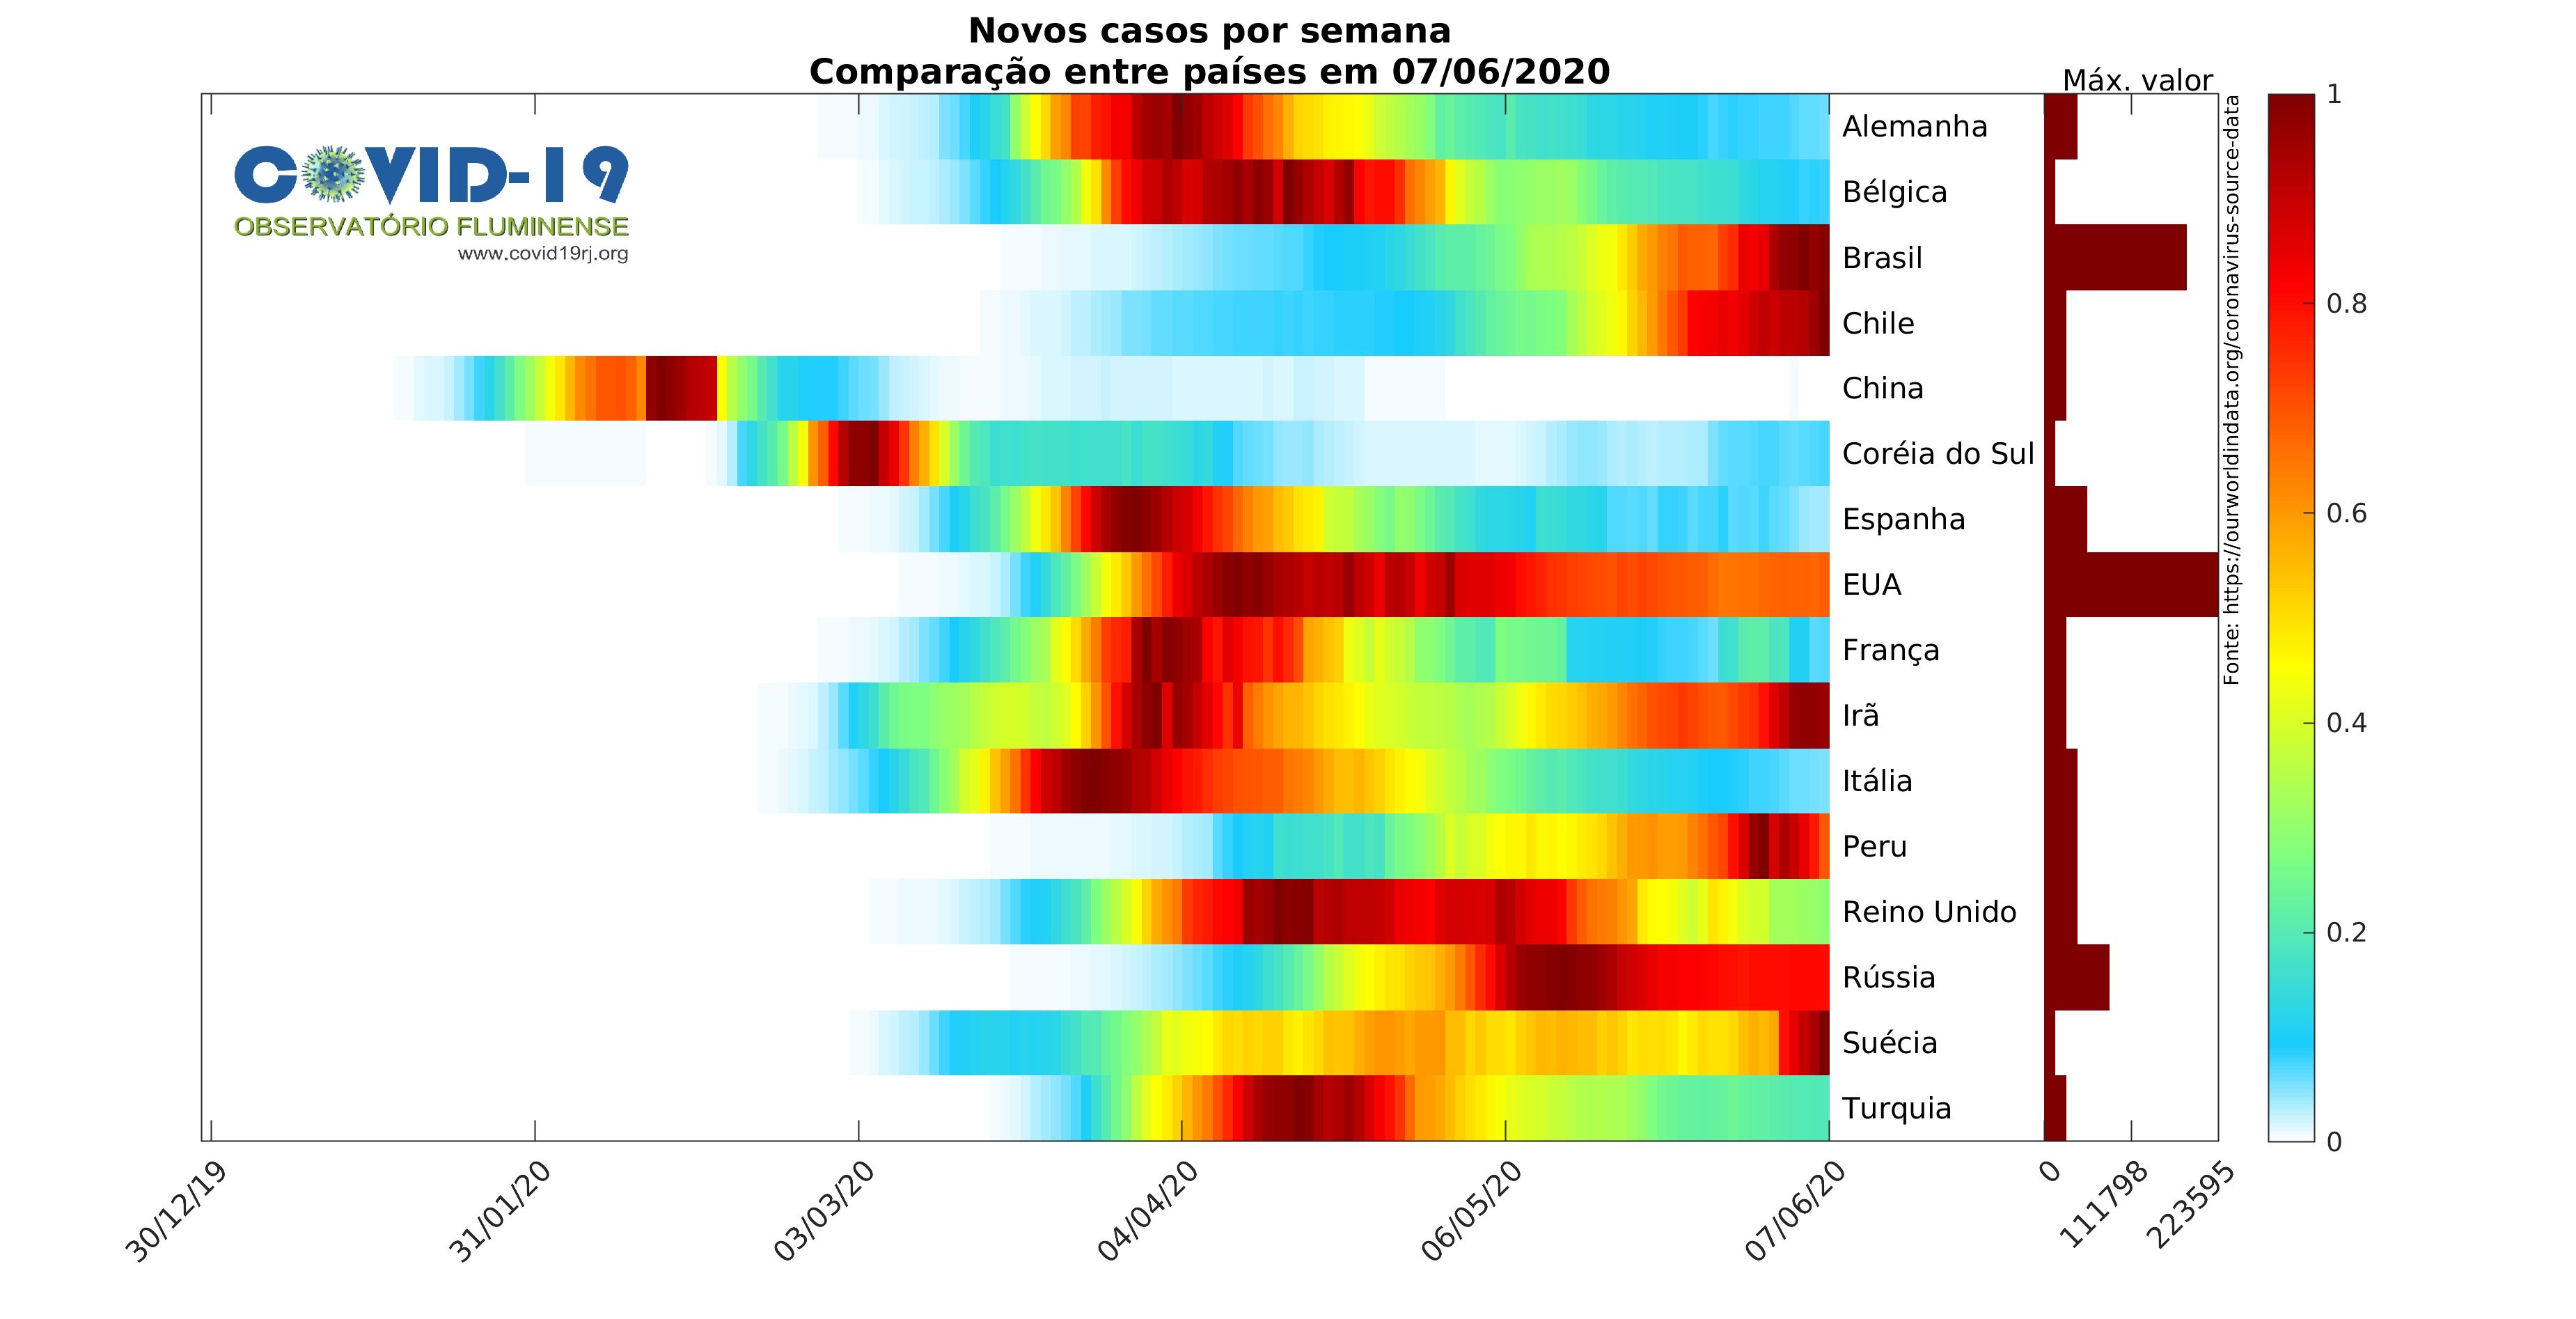 Novos casos por semana
Comparação entre países em 07/06/2020
Máx. valor
COVID-19
OBSERVATÓRIO FLUMINENSE
www.covid19rj.org
Alemanha
Bélgica
Brasil
Chile
China
Coréia do Sul
Espanha
EUA
França
Irã
Itália
Peru
Reino Unido
Rússia
Suécia
Turquia
Fonte: https://ourworldindata.org/coronavirus-source-data
1
0.8
0.6
0.4
0.2
0
30/12/19
31/01/20
03/03/20
04/04/20
06/05/20
07/06/20
0
111798
223595